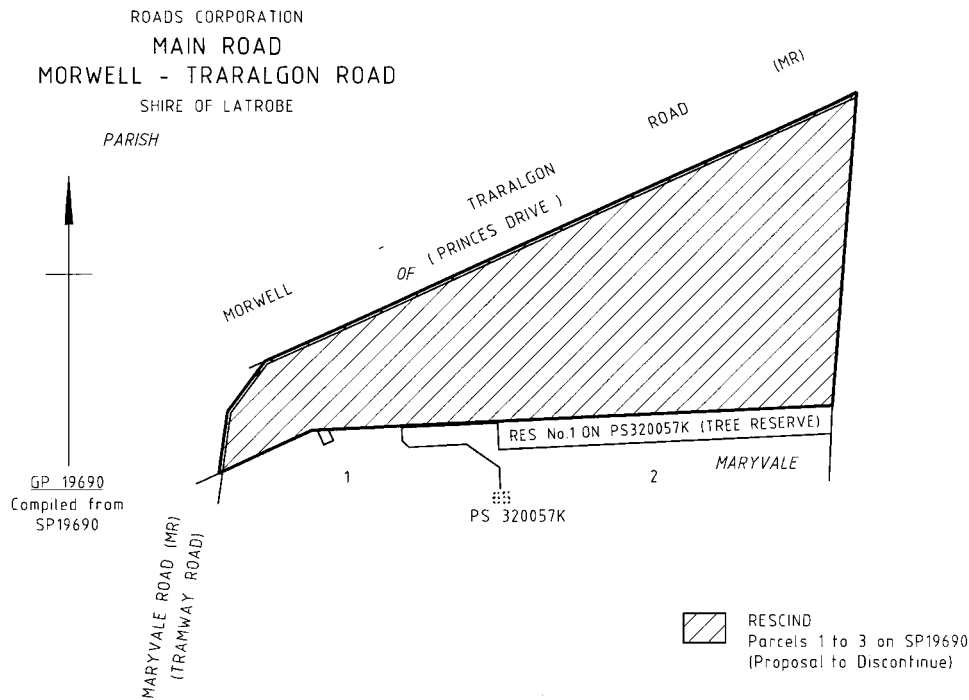 ROADS CORPORATION
MAIN ROAD
MORWELL - TRARALGON ROAD
SHIRE OF LATROBE
PARISH
MORWELL - TRARALGON ROAD (MR)
OF ( PRINCES DRIVE )
RES No.1 ON PS320057K (TREE RESERVE)
MARYVALE
1
2
PS 320057K
GP 19690
Compiled from
SP19690
MARYVALE ROAD (MR)
(TRAMWAY ROAD)
RESCIND
Parcels 1 to 3 on SP19690
(Proposal to Discontinue)